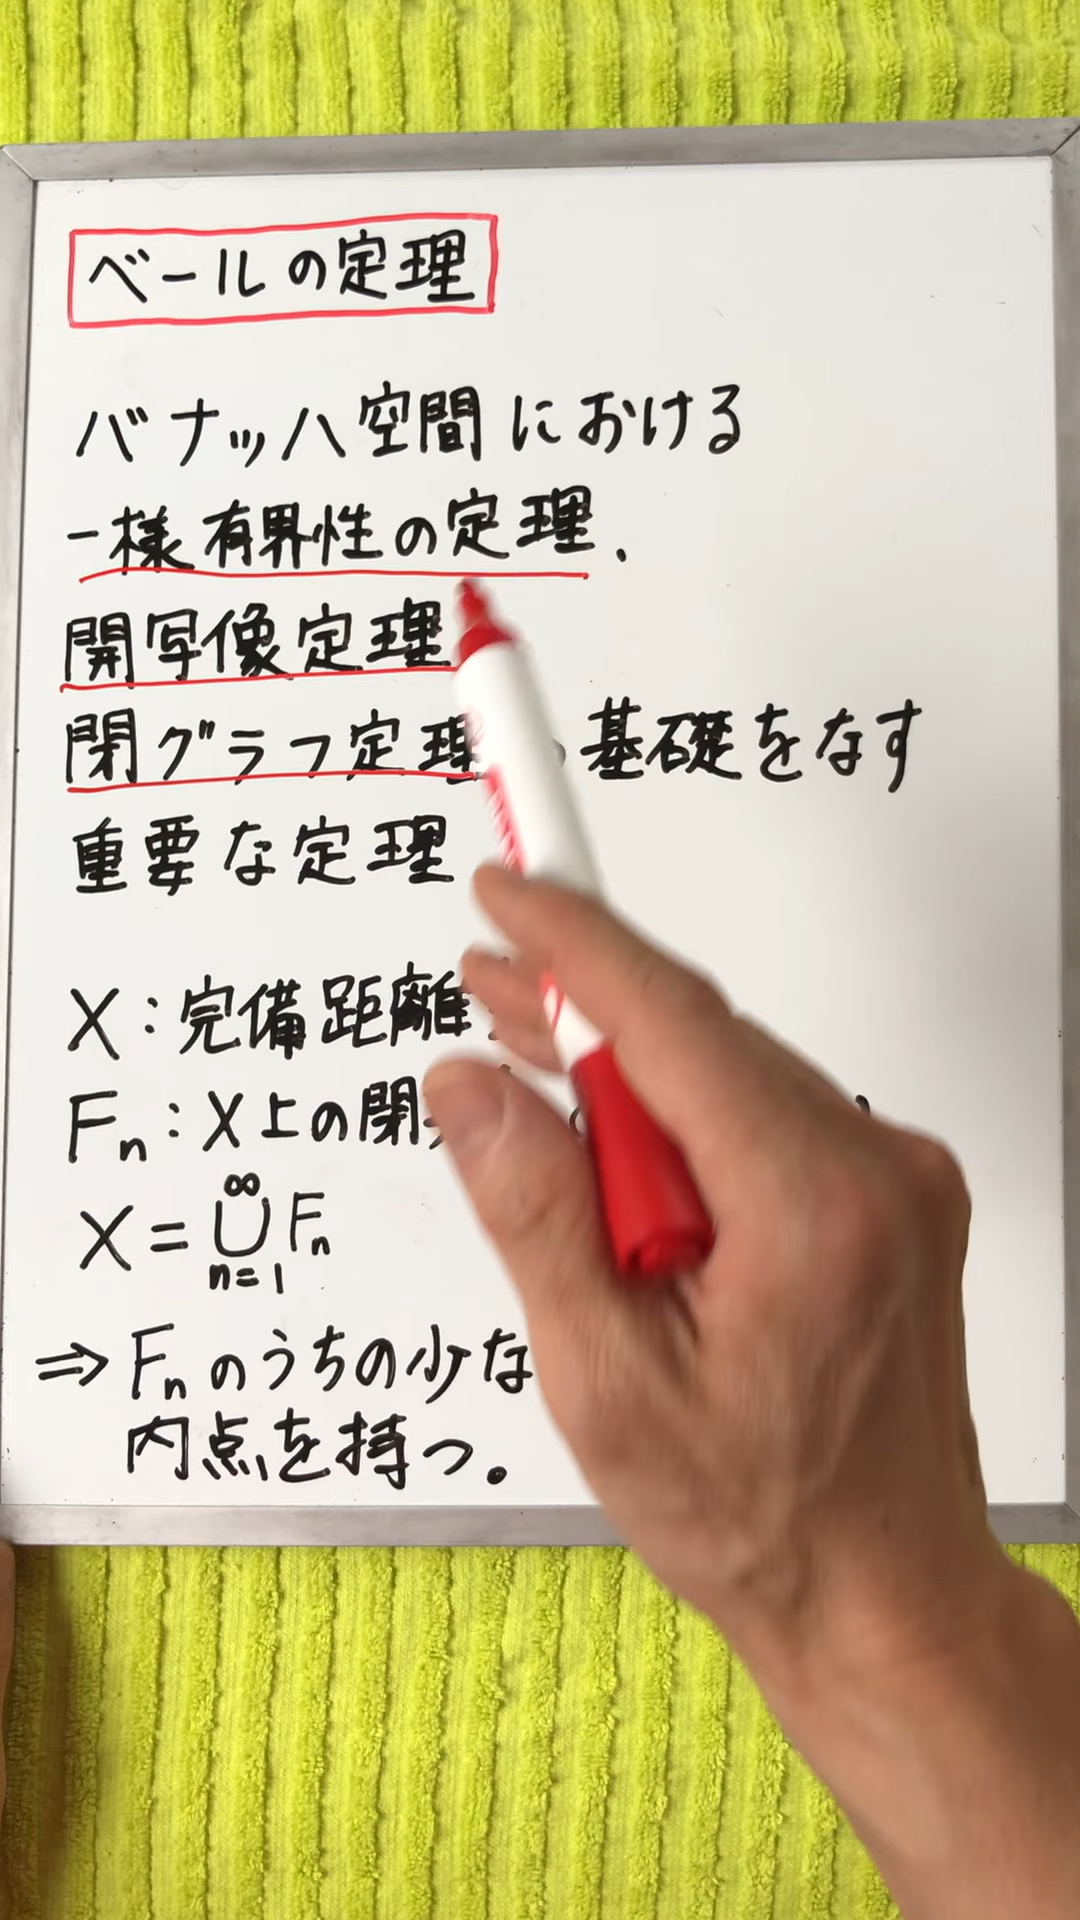 ベールの定理
バナッハ空間における
一様有界性の定理、
開写像定理
閉グラフ定理 基礎をなす
重要な定理
X：完備距離
Fn：X上の閉
X = ∞⋃n=1 Fn
⇒ Fnのうちの少な
内点を持つ。